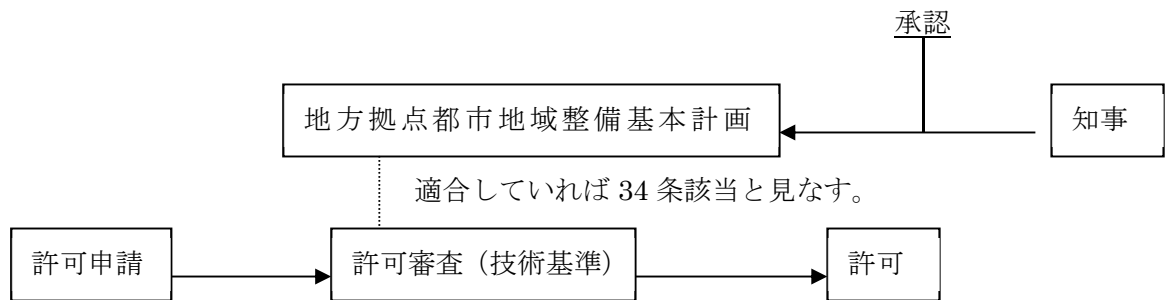 承認
地方拠点都市地域整備基本計画
知事
適合していれば 34 条該当と見なす。
許可申請
許可審査（技術基準）
許可